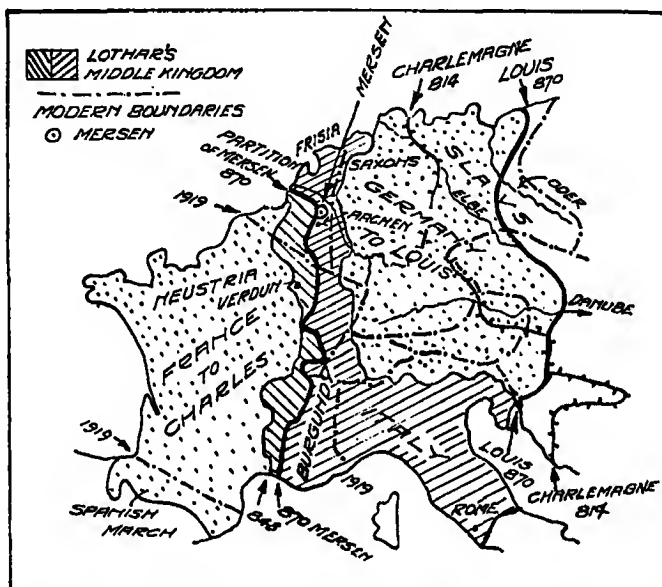 LOTHAR'S
MIDDLE KINGDOM
MODERN BOUNDARIES
MERSEN
MERSEN
CHARLEMAGNE
814
LOUIS
870
PARTITION
OF MERSEN
870
FRISIA
SAXONS
SLAVS
ELBE
ODER
1919
GERMANY
TO LOUIS
AACHEN
NEUSTRIA
VERDUN
DANUBE
FRANCE
TO
CHARLES
BURGUND
ITALY
1919
1919
SPANISH
MARCH
843
870 MERSEN
ROME
LOUIS
870
CHARLEMAGNE
814